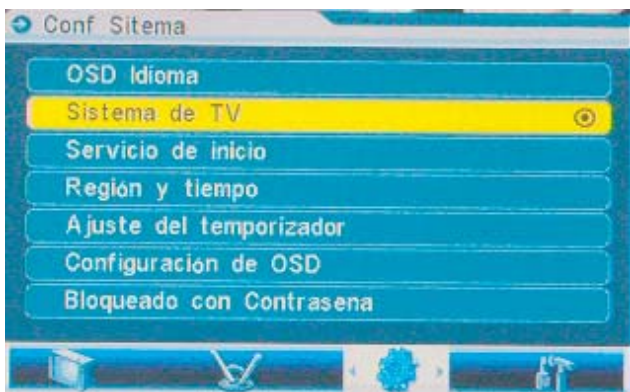 Conf Sitema
OSD Idioma
Sistema de TV
Servicio de inicio
Región y tiempo
Ajuste del temporizador
Configuración de OSD
Bloqueado con Contrasena